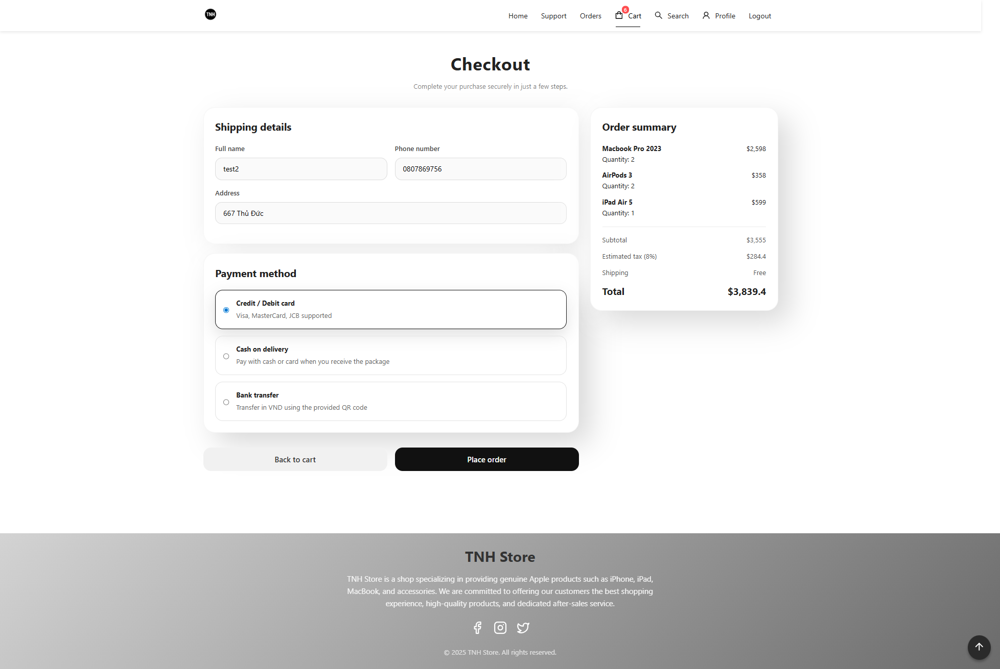 TNH
Home
Support
Orders
6
Cart
Search
Profile
Logout
Checkout
Complete your purchase securely in just a few steps.
Shipping details
Full name
Phone number
test2
0807869756
Address
667 Thủ Đức
Payment method
Credit / Debit card
Visa, MasterCard, JCB supported
Cash on delivery
Pay with cash or card when you receive the package
Bank transfer
Transfer in VND using the provided QR code
Back to cart
Place order
Order summary
Macbook Pro 2023 $2,598
Quantity: 2
AirPods 3 $358
Quantity: 2
iPad Air 5 $599
Quantity: 1
Subtotal $3,555
Estimated tax (8%) $284.4
Shipping Free
Total $3,839.4
TNH Store
TNH Store is a shop specializing in providing genuine Apple products such as iPhone, iPad,
MacBook, and accessories. We are committed to offering our customers the best shopping
experience, high-quality products, and dedicated after-sales service.
© 2025 TNH Store. All rights reserved.